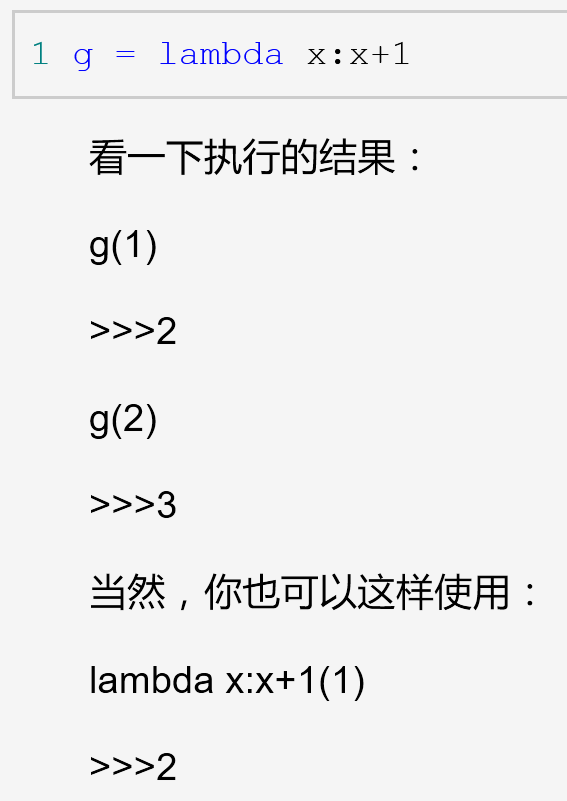 1 g = lambda x:x+1
看一下执行的结果：
g(1)
>>>2
g(2)
>>>3
当然，你也可以这样使用：
lambda x:x+1(1)
>>>2